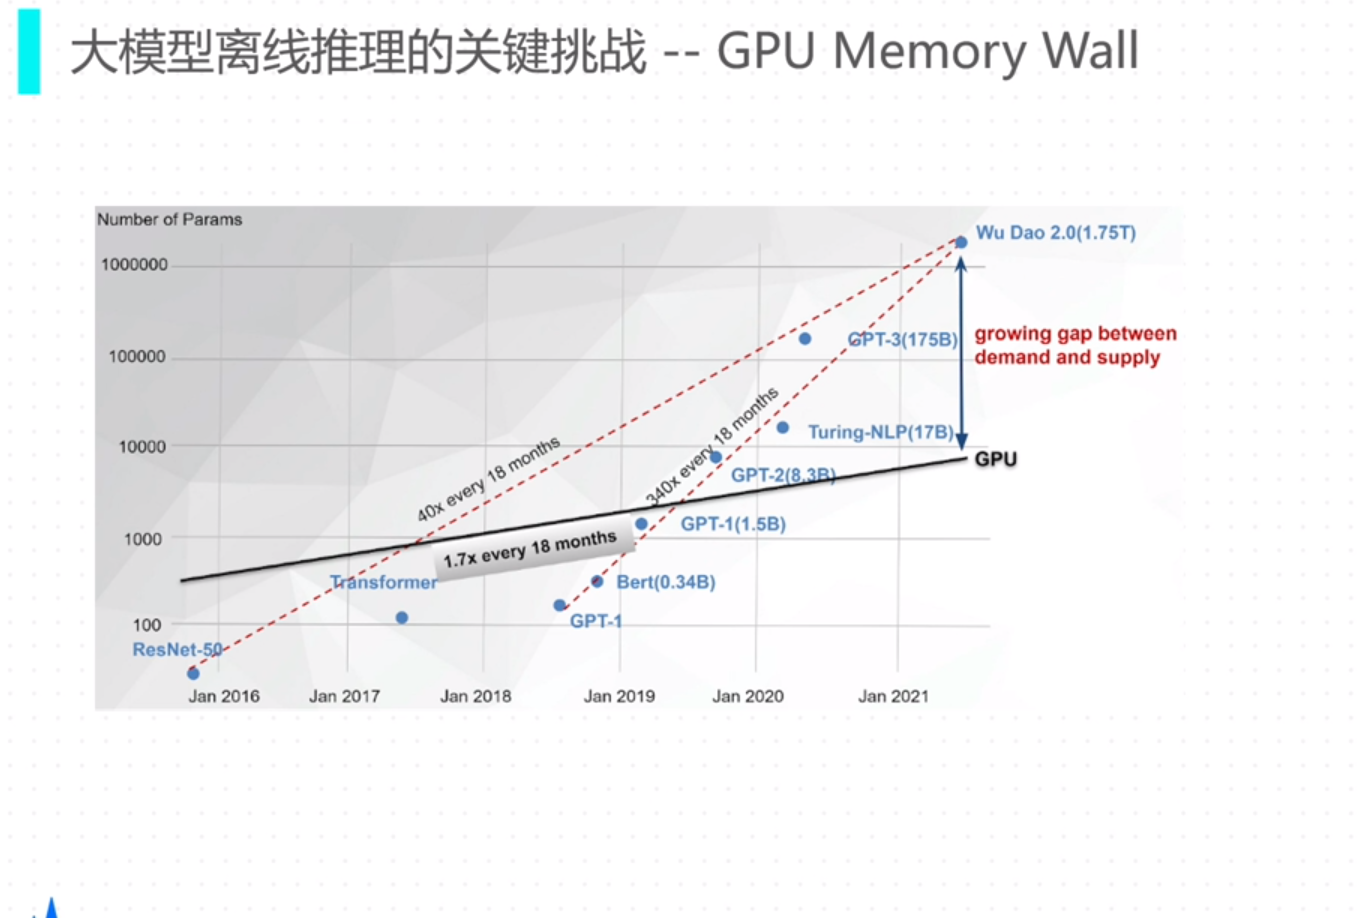 大模型离线推理的关键挑战 -- GPU Memory Wall
Number of Params
Wu Dao 2.0(1.75T)
1000000
growing gap between
demand and supply
GPT-3(175B)
100000
340x every 18 months
Turing-NLP(17B)
10000
40x every 18 months
GPU
GPT-2(8.3B)
GPT-1(1.5B)
1000
1.7x every 18 months
Transformer
Bert(0.34B)
100
GPT-1
ResNet-50
Jan 2016
Jan 2017
Jan 2018
Jan 2019
Jan 2020
Jan 2021